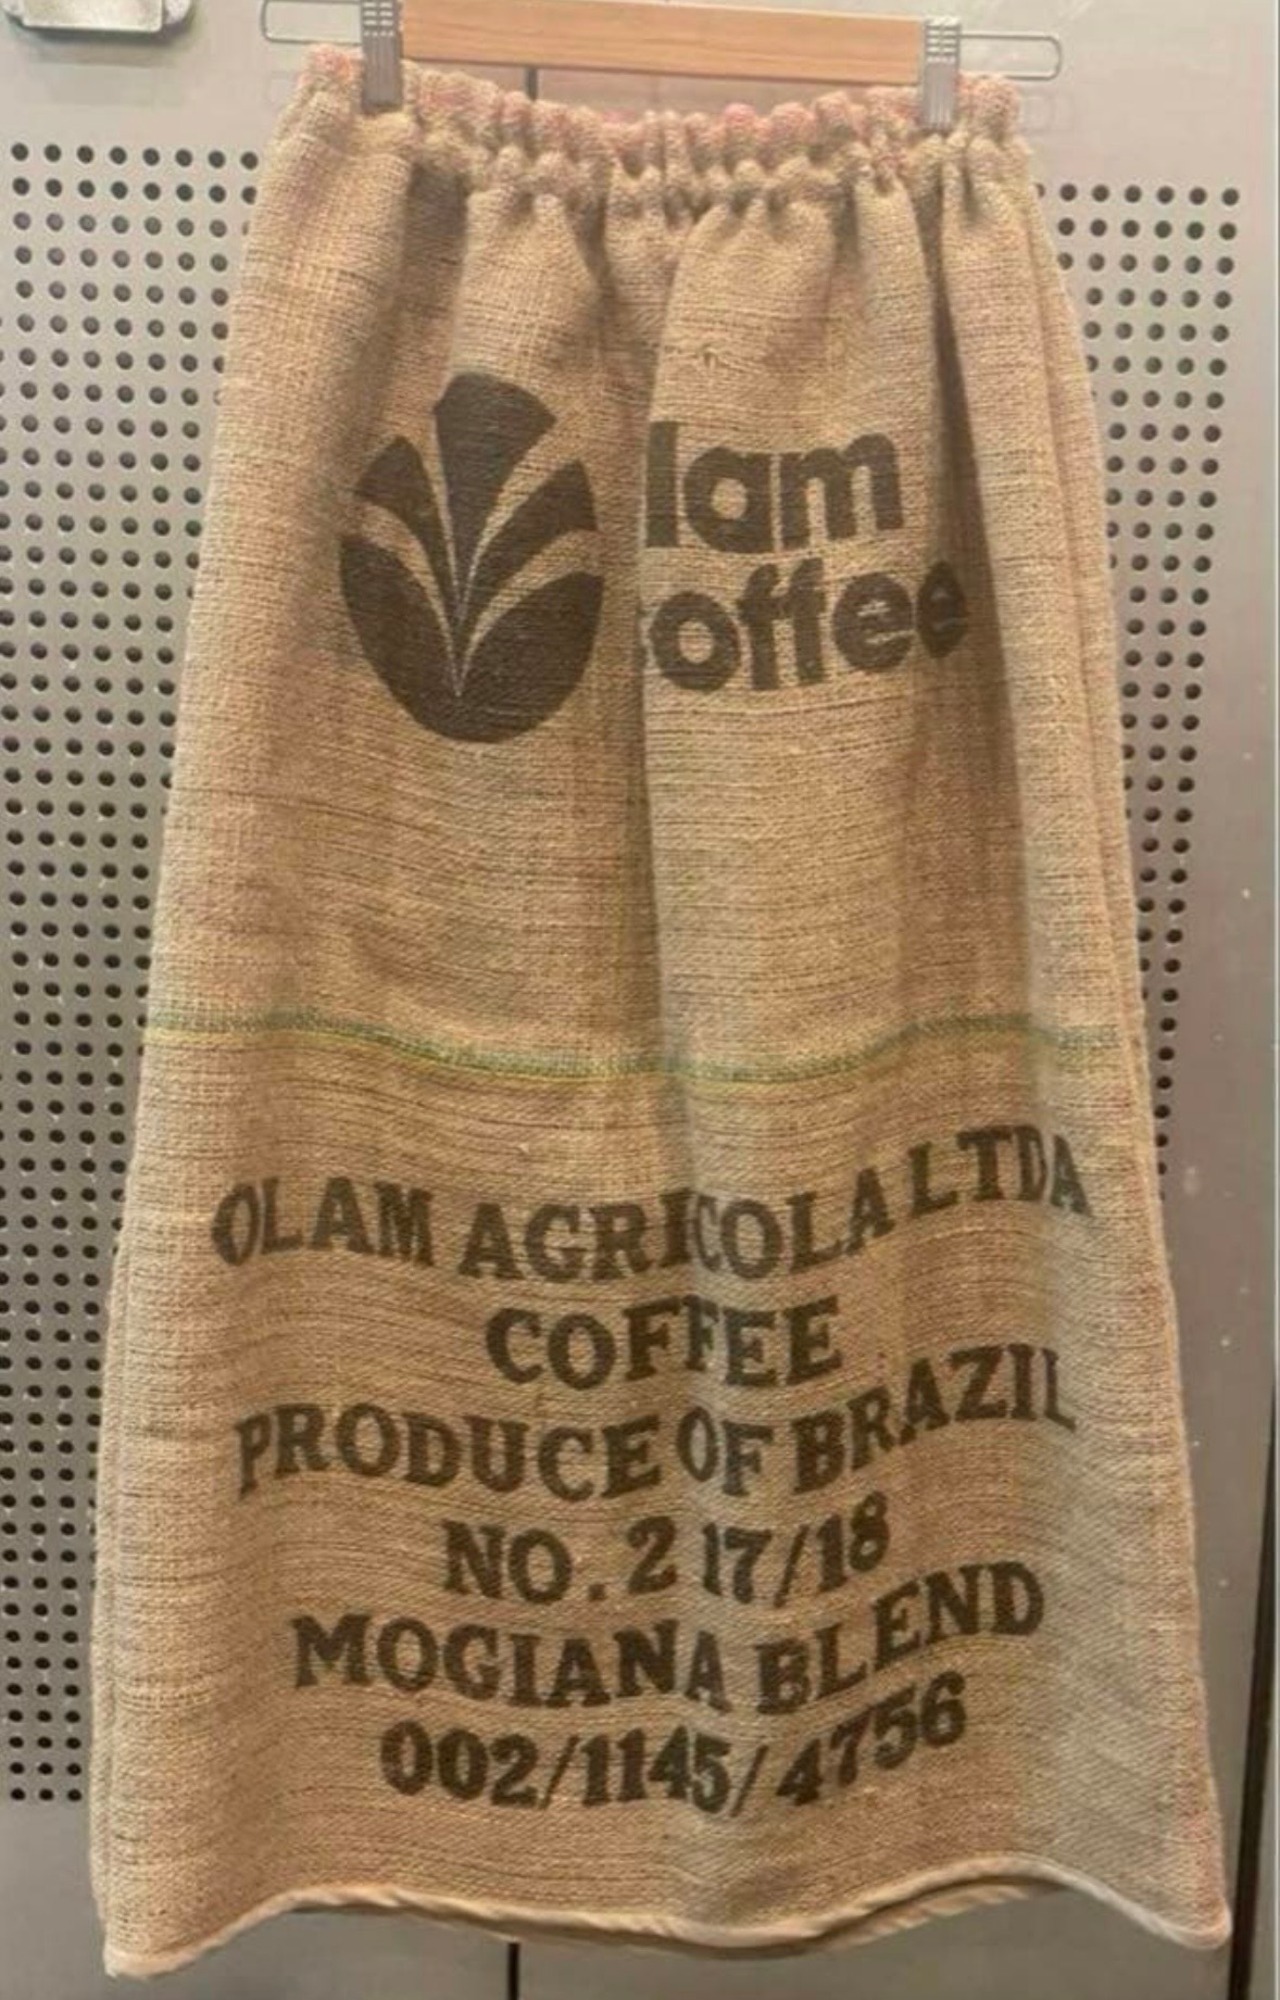 lam
offee
OLAM AGRICOLA LTDA
COFFEE
PRODUCE OF BRAZIL
NO. 2 17/18
MOGIANA BLEND
002/1145/4756